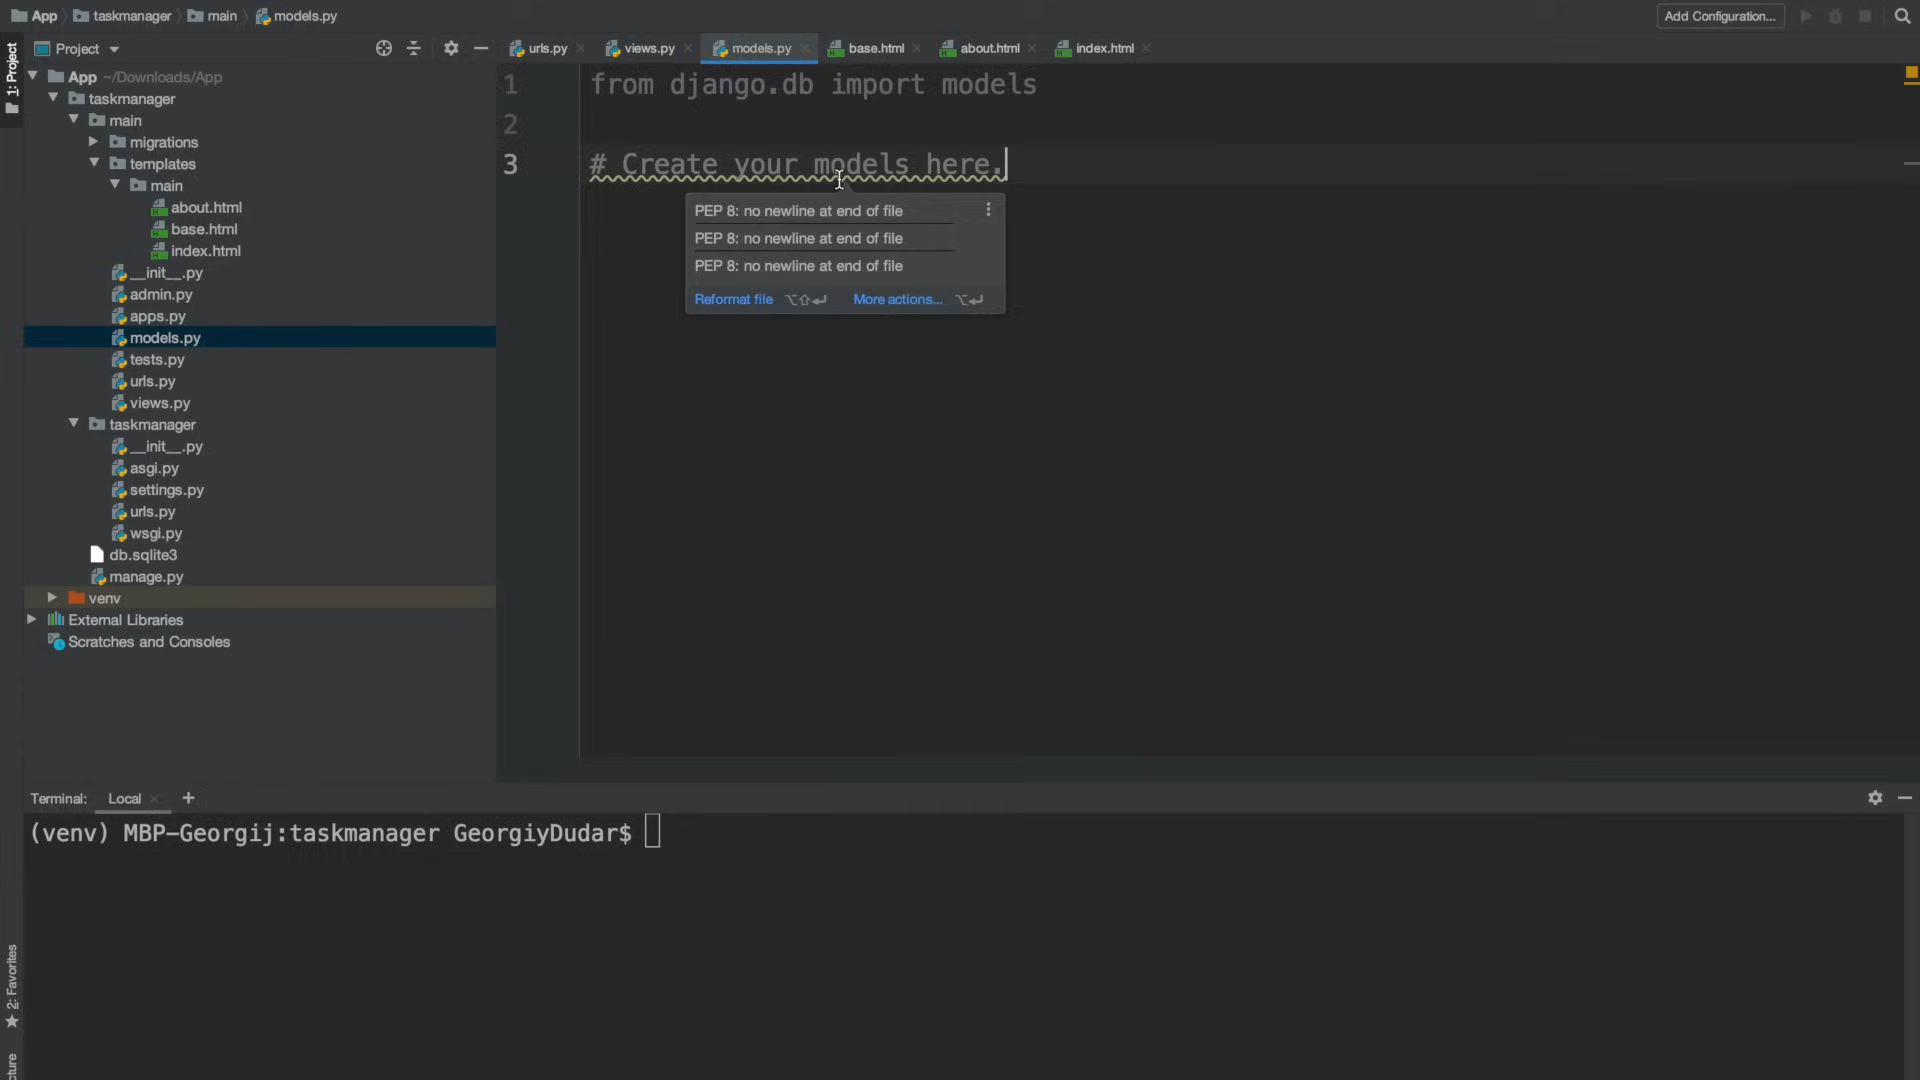 App taskmanager main models.py
Add Configuration...
1: Project
Project
urls.py views.py models.py base.html about.html index.html
App ~/Downloads/App
taskmanager
main
migrations
templates
main
about.html
base.html
index.html
__init__.py
admin.py
apps.py
models.py
tests.py
urls.py
views.py
taskmanager
__init__.py
asgi.py
settings.py
urls.py
wsgi.py
db.sqlite3
manage.py
venv
External Libraries
Scratches and Consoles
1 from django.db import models
2
3 # Create your models here.
PEP 8: no newline at end of file
PEP 8: no newline at end of file
PEP 8: no newline at end of file
Reformat file ⌥⇧↩ More actions... ⌥↩
Terminal: Local +
(venv) MBP-Georgij:taskmanager GeorgiyDudar$
2: Favorites